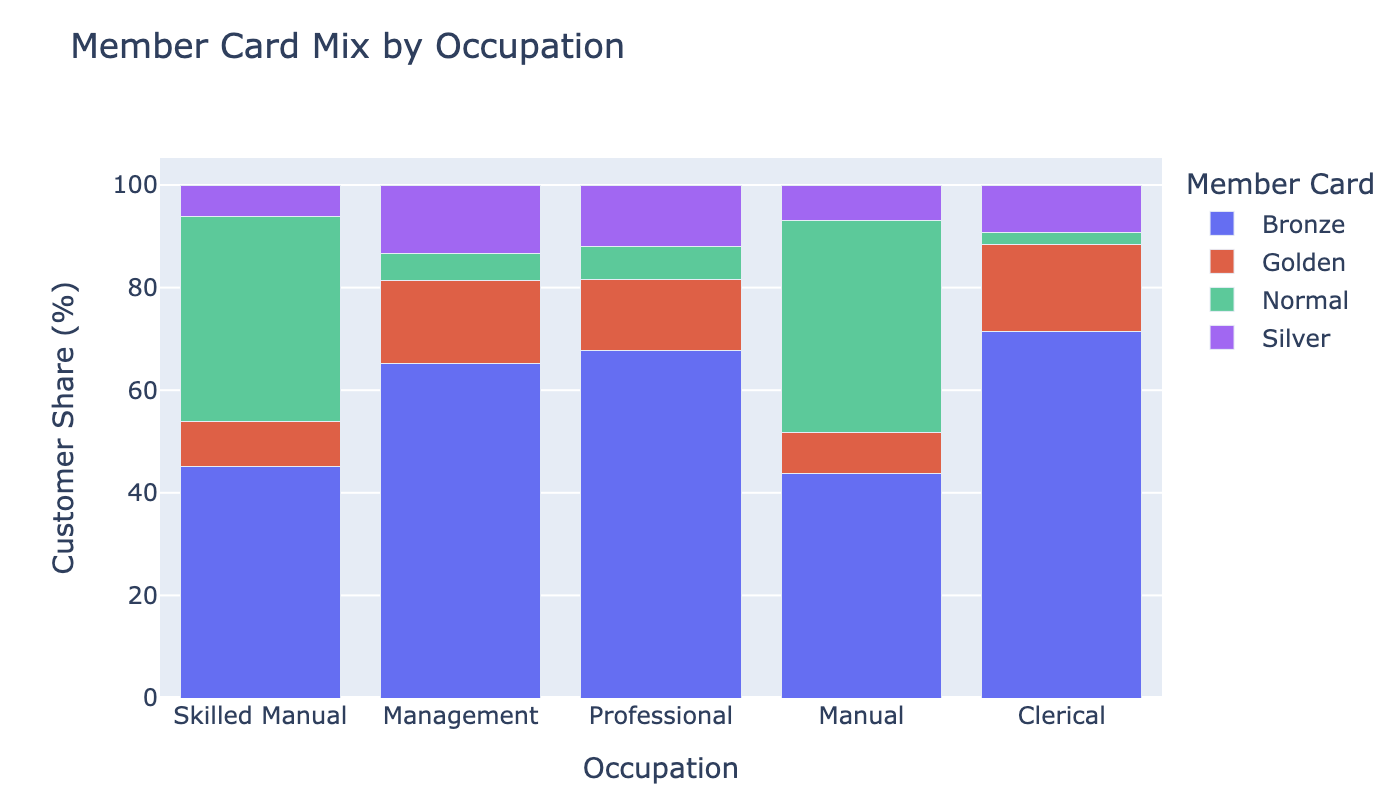 Member Card Mix by Occupation
Member Card
Bronze
Golden
Normal
Silver
Customer Share (%)
100
80
60
40
20
0
Skilled Manual
Management
Professional
Manual
Clerical
Occupation